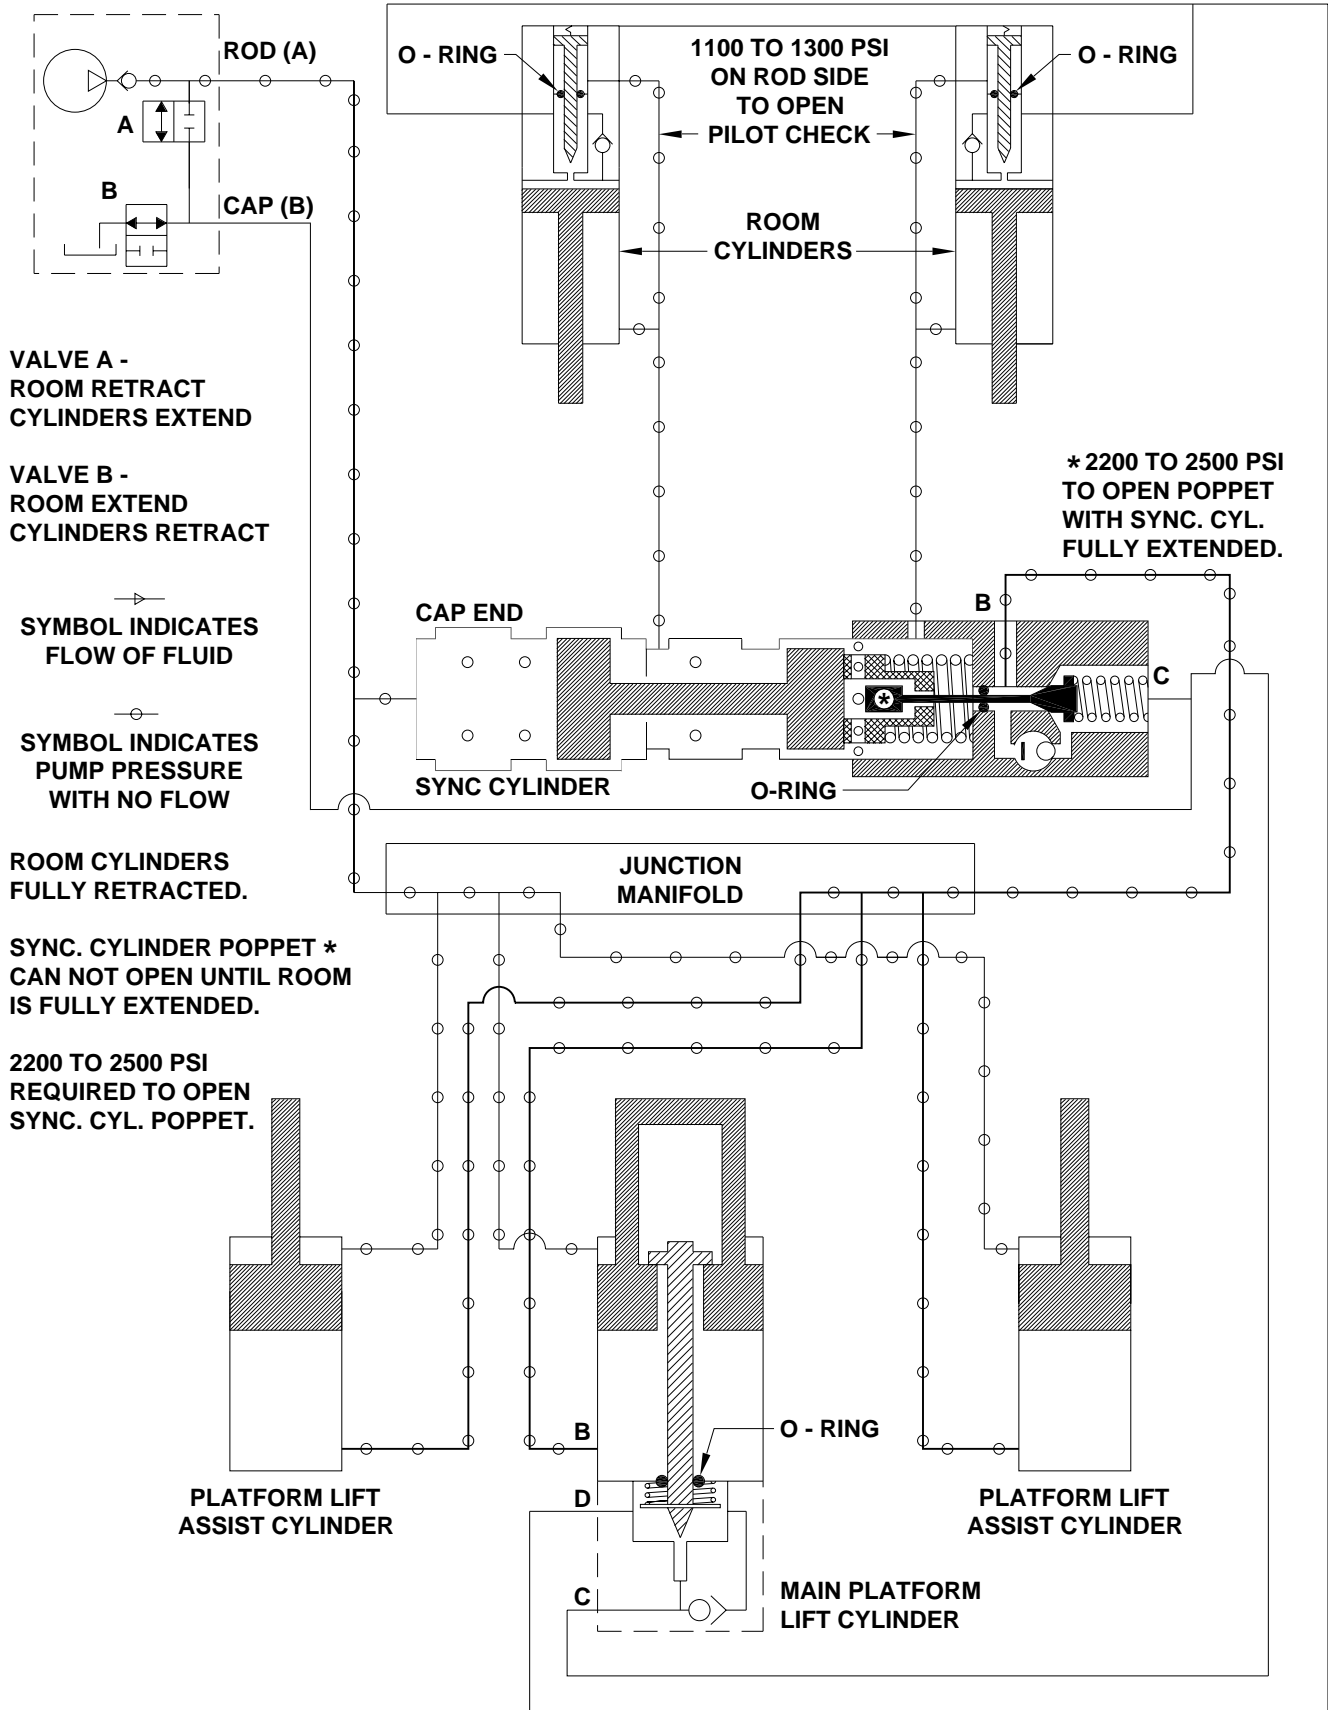 ROD (A)
A
B
CAP (B)
O - RING
1100 TO 1300 PSI
ON ROD SIDE
TO OPEN
PILOT CHECK
O - RING
ROOM
CYLINDERS
VALVE A -
ROOM RETRACT
CYLINDERS EXTEND
VALVE B -
ROOM EXTEND
CYLINDERS RETRACT
* 2200 TO 2500 PSI
TO OPEN POPPET
WITH SYNC. CYL.
FULLY EXTENDED.
SYMBOL INDICATES
FLOW OF FLUID
SYMBOL INDICATES
PUMP PRESSURE
WITH NO FLOW
CAP END
B
C
*
SYNC CYLINDER
O-RING
ROOM CYLINDERS
FULLY RETRACTED.
JUNCTION
MANIFOLD
SYNC. CYLINDER POPPET *
CAN NOT OPEN UNTIL ROOM
IS FULLY EXTENDED.
2200 TO 2500 PSI
REQUIRED TO OPEN
SYNC. CYL. POPPET.
B
O - RING
D
C
PLATFORM LIFT
ASSIST CYLINDER
PLATFORM LIFT
ASSIST CYLINDER
MAIN PLATFORM
LIFT CYLINDER